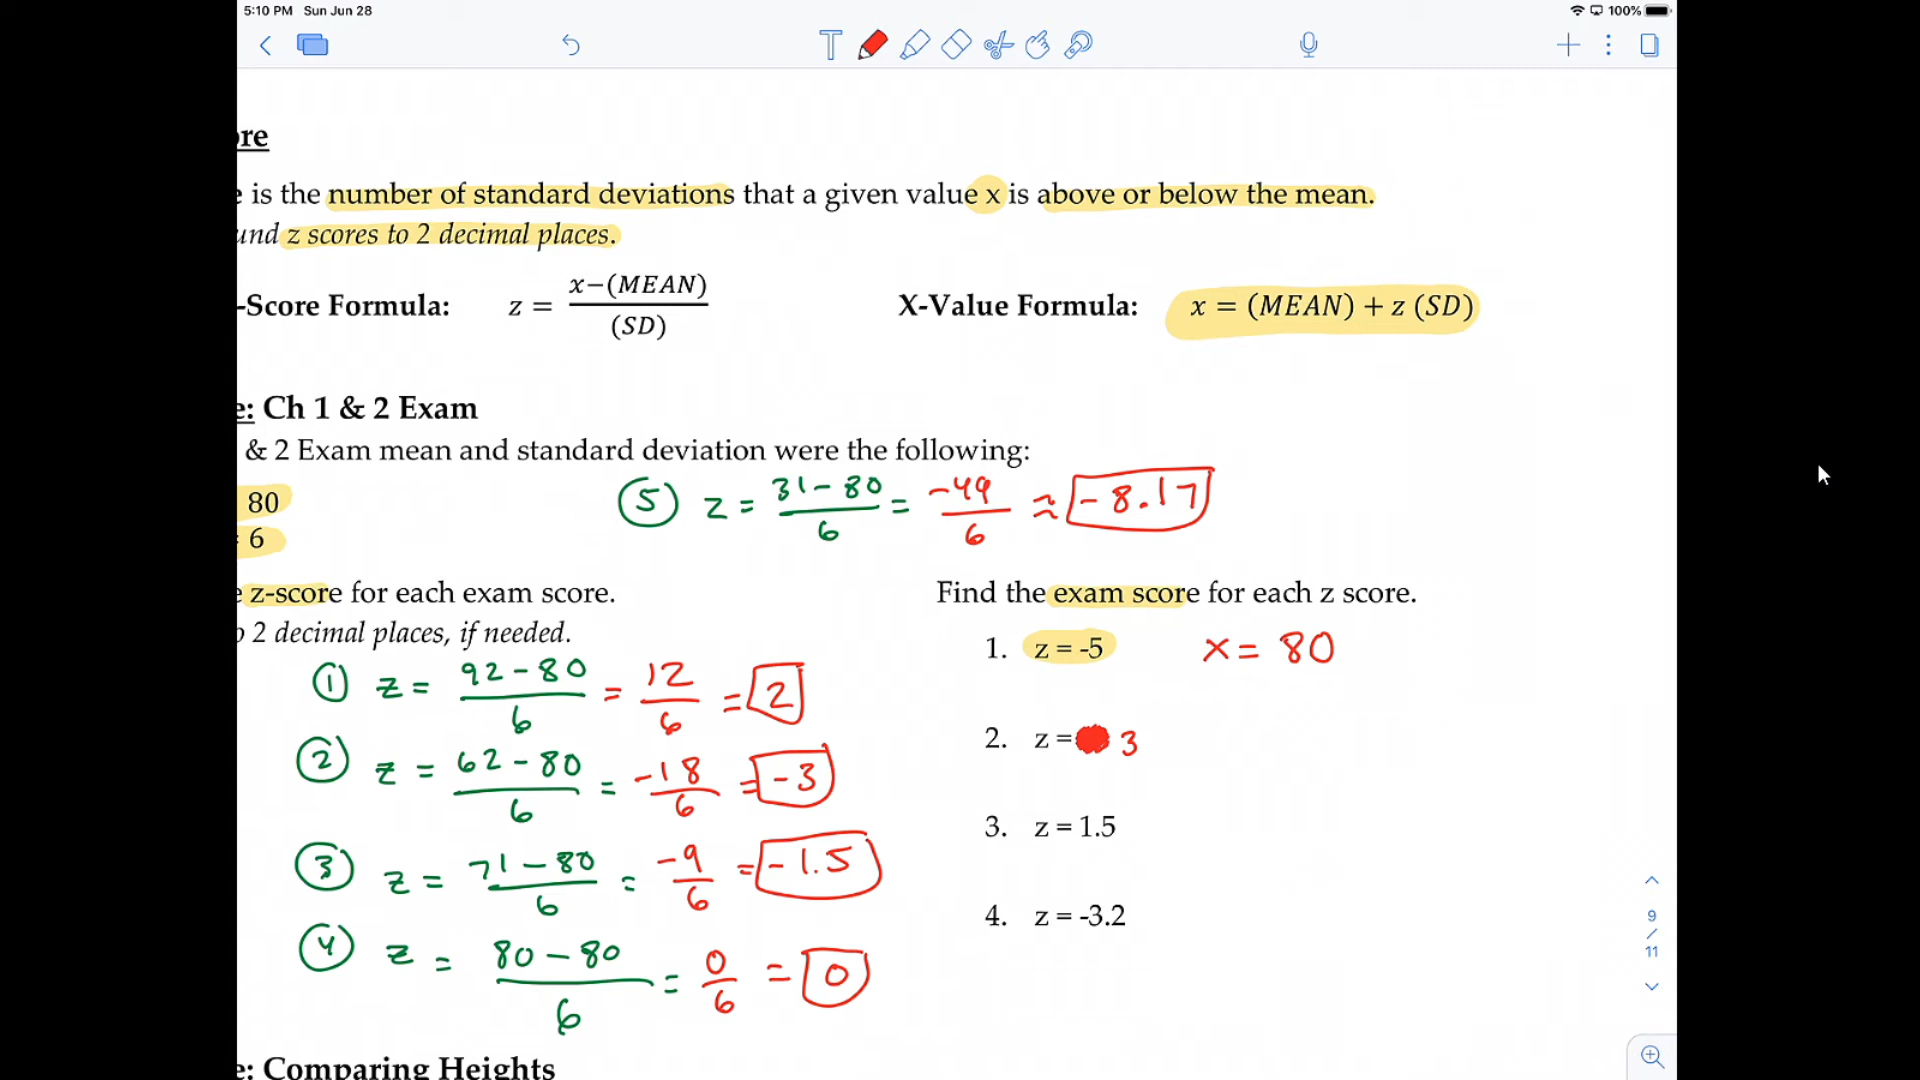 5:10 PM Sun Jun 28
100%
ore
e is the number of standard deviations that a given value x is above or below the mean.
und z scores to 2 decimal places.
-Score Formula: z = x−(MEAN) / (SD)
X-Value Formula: x = (MEAN) + z (SD)
e: Ch 1 & 2 Exam
& 2 Exam mean and standard deviation were the following:
80
= 6
⑤ z = 31 - 80 / 6 = -49 / 6 ≈ -8.17
e z-score for each exam score.
o 2 decimal places, if needed.
① z = 92 - 80 / 6 = 12 / 6 = 2
② z = 62 - 80 / 6 = -18 / 6 = -3
③ z = 71 - 80 / 6 = -9 / 6 = -1.5
④ z = 80 - 80 / 6 = 0 / 6 = 0
Find the exam score for each z score.
1. z = -5 x = 80
2. z = 3
3. z = 1.5
4. z = -3.2
9
/
11
e: Comparing Heights